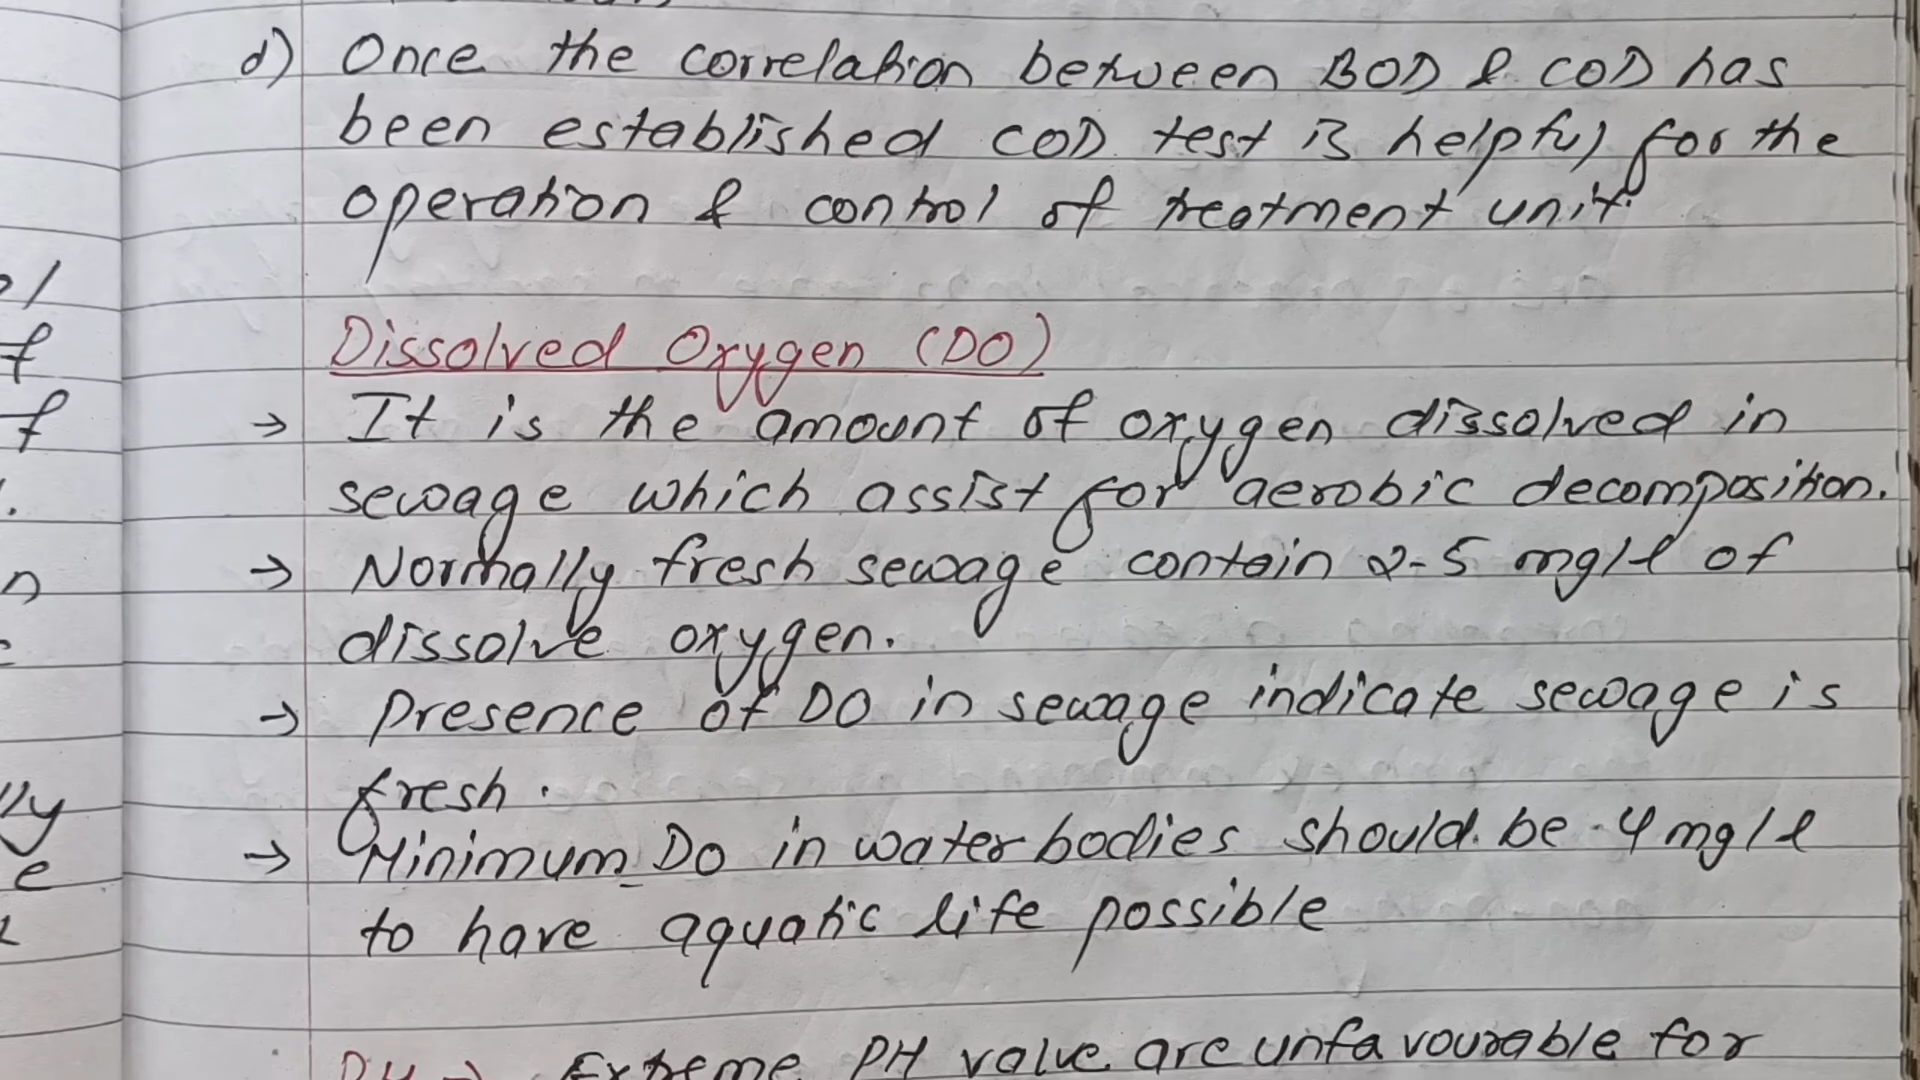 d) Once the correlation between BOD & COD has
been established COD test is helpful for the
operation & control of treatment unit.
Dissolved Oxygen (DO)
→ It is the amount of oxygen dissolved in
sewage which assist for aerobic decomposition.
→ Normally fresh sewage contain 2-5 mg/l of
dissolve oxygen.
→ Presence of DO in sewage indicate sewage is
fresh.
→ Minimum DO in water bodies should be 4 mg/l
to have aquatic life possible
PH → Extreme PH value are unfavourable for